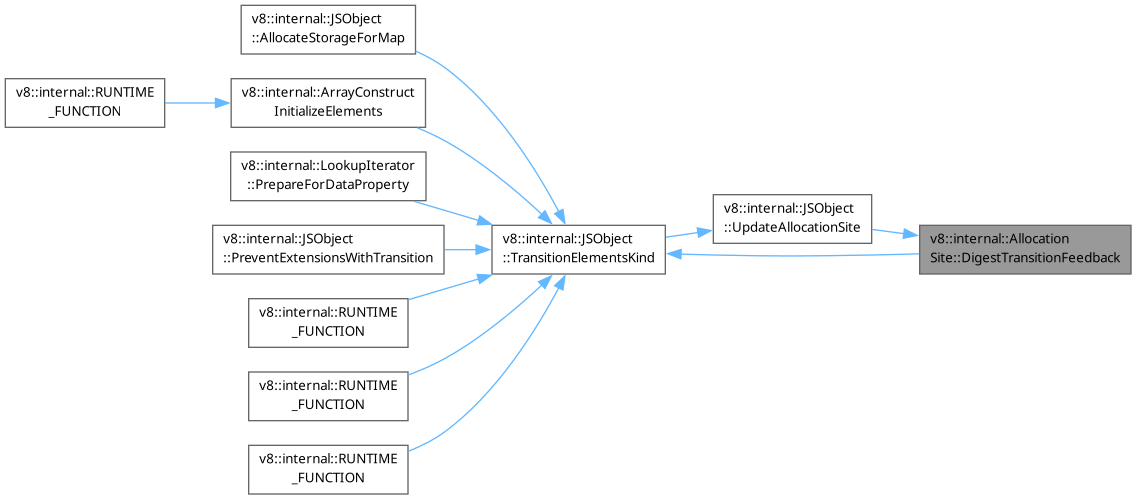 v8::internal::JSObject
::AllocateStorageForMap
v8::internal::RUNTIME
_FUNCTION
v8::internal::ArrayConstruct
InitializeElements
v8::internal::LookupIterator
::PrepareForDataProperty
v8::internal::JSObject
::PreventExtensionsWithTransition
v8::internal::RUNTIME
_FUNCTION
v8::internal::RUNTIME
_FUNCTION
v8::internal::RUNTIME
_FUNCTION
v8::internal::JSObject
::TransitionElementsKind
v8::internal::JSObject
::UpdateAllocationSite
v8::internal::Allocation
Site::DigestTransitionFeedback